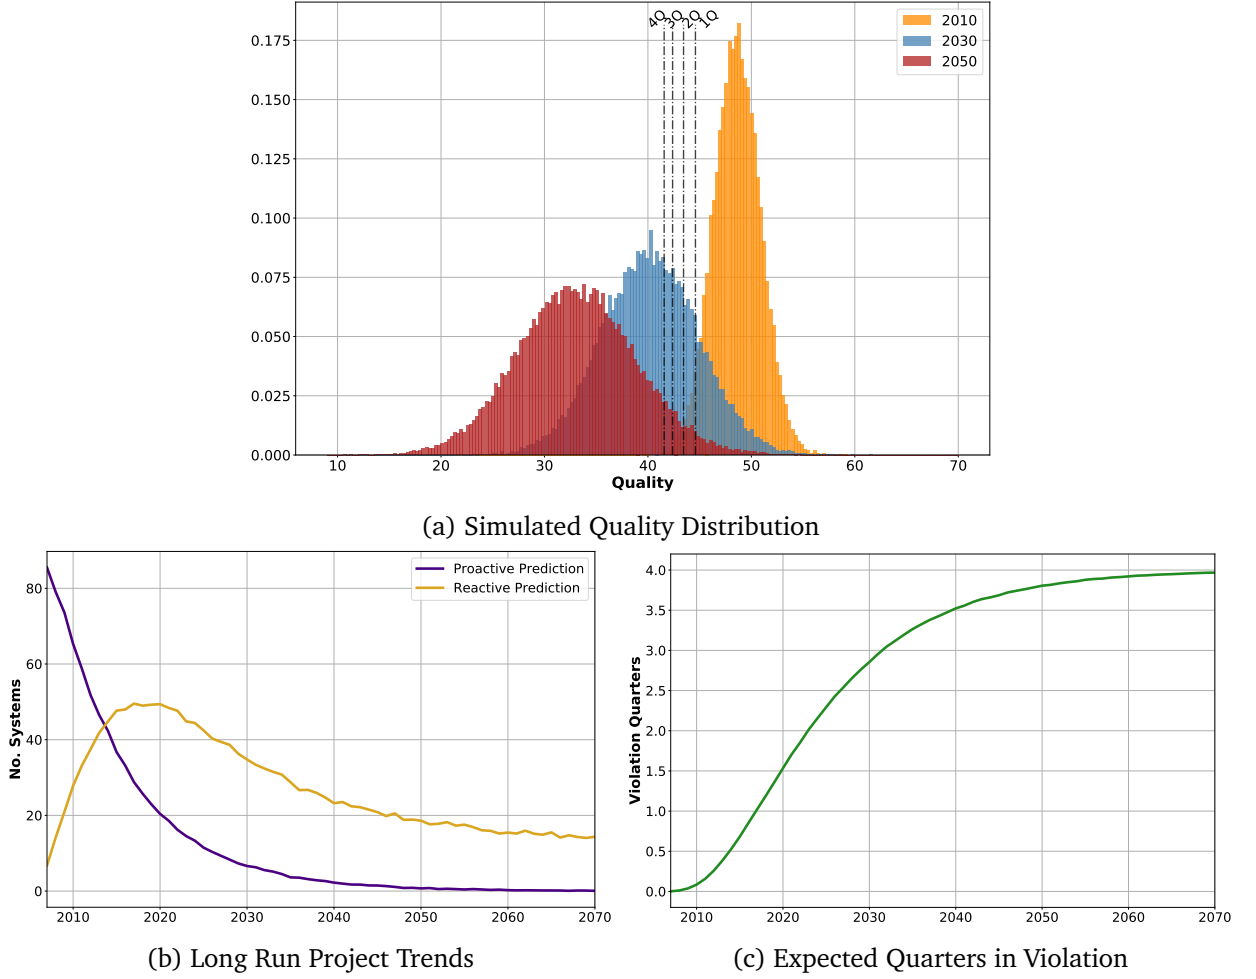 4Q 3Q 2Q 1Q
2010
2030
2050
0.175
0.150
0.125
0.100
0.075
0.050
0.025
0.000
10 20 30 40 50 60 70
Quality
(a) Simulated Quality Distribution
Proactive Prediction
Reactive Prediction
No. Systems
80
60
40
20
0
2010 2020 2030 2040 2050 2060 2070
(b) Long Run Project Trends
Violation Quarters
4.0
3.5
3.0
2.5
2.0
1.5
1.0
0.5
0.0
2010 2020 2030 2040 2050 2060 2070
(c) Expected Quarters in Violation